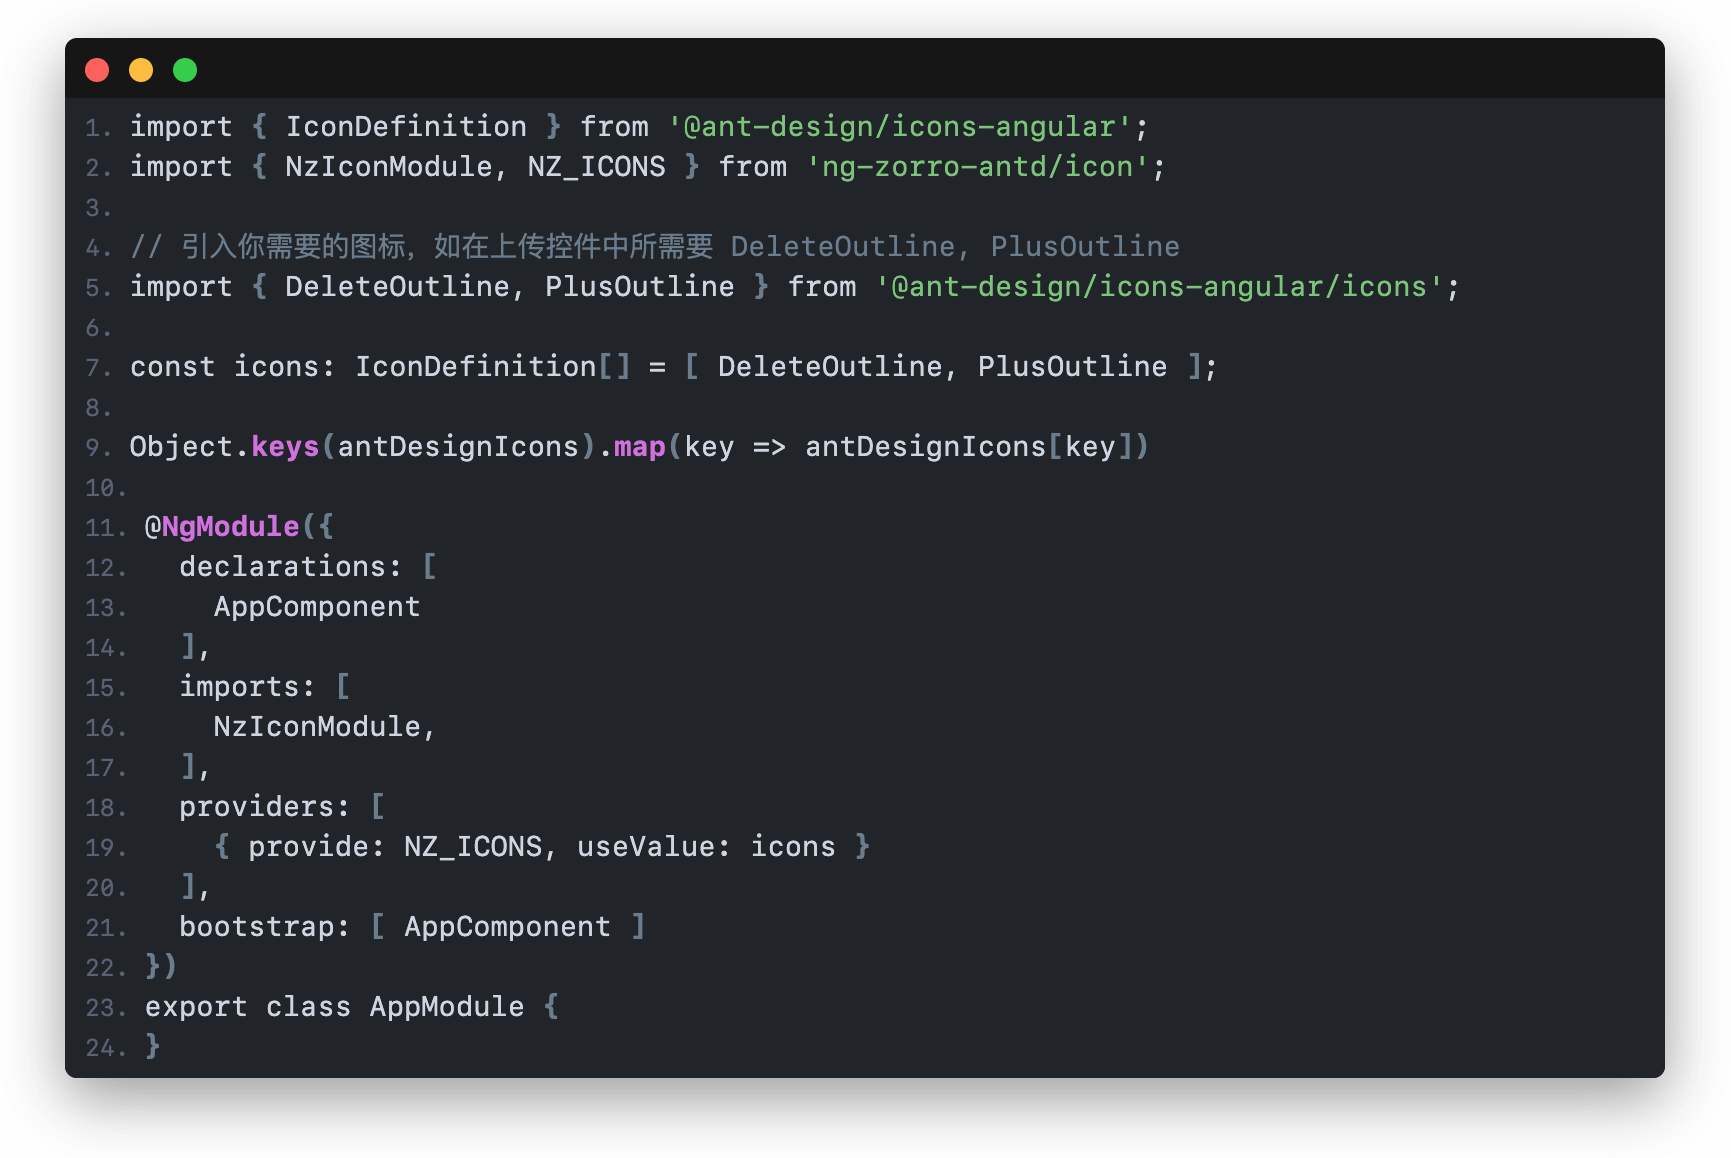 1. import { IconDefinition } from '@ant-design/icons-angular';
2. import { NzIconModule, NZ_ICONS } from 'ng-zorro-antd/icon';
3.
4. // 引入你需要的图标，如在上传控件中所需要 DeleteOutline, PlusOutline
5. import { DeleteOutline, PlusOutline } from '@ant-design/icons-angular/icons';
6.
7. const icons: IconDefinition[] = [ DeleteOutline, PlusOutline ];
8.
9. Object.keys(antDesignIcons).map(key => antDesignIcons[key])
10.
11. @NgModule({
12.   declarations: [
13.     AppComponent
14.   ],
15.   imports: [
16.     NzIconModule,
17.   ],
18.   providers: [
19.     { provide: NZ_ICONS, useValue: icons }
20.   ],
21.   bootstrap: [ AppComponent ]
22. })
23. export class AppModule {
24. }